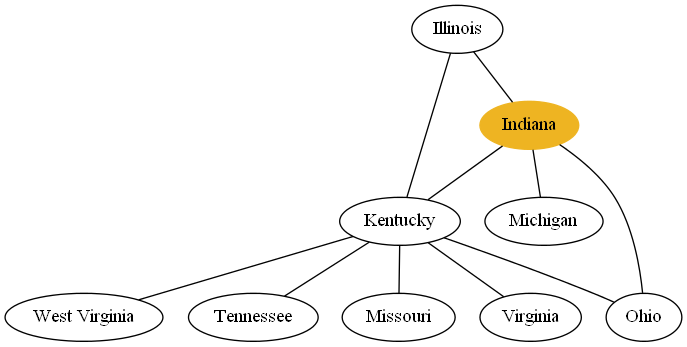 Illinois
Indiana
Kentucky
Michigan
West Virginia
Tennessee
Missouri
Virginia
Ohio